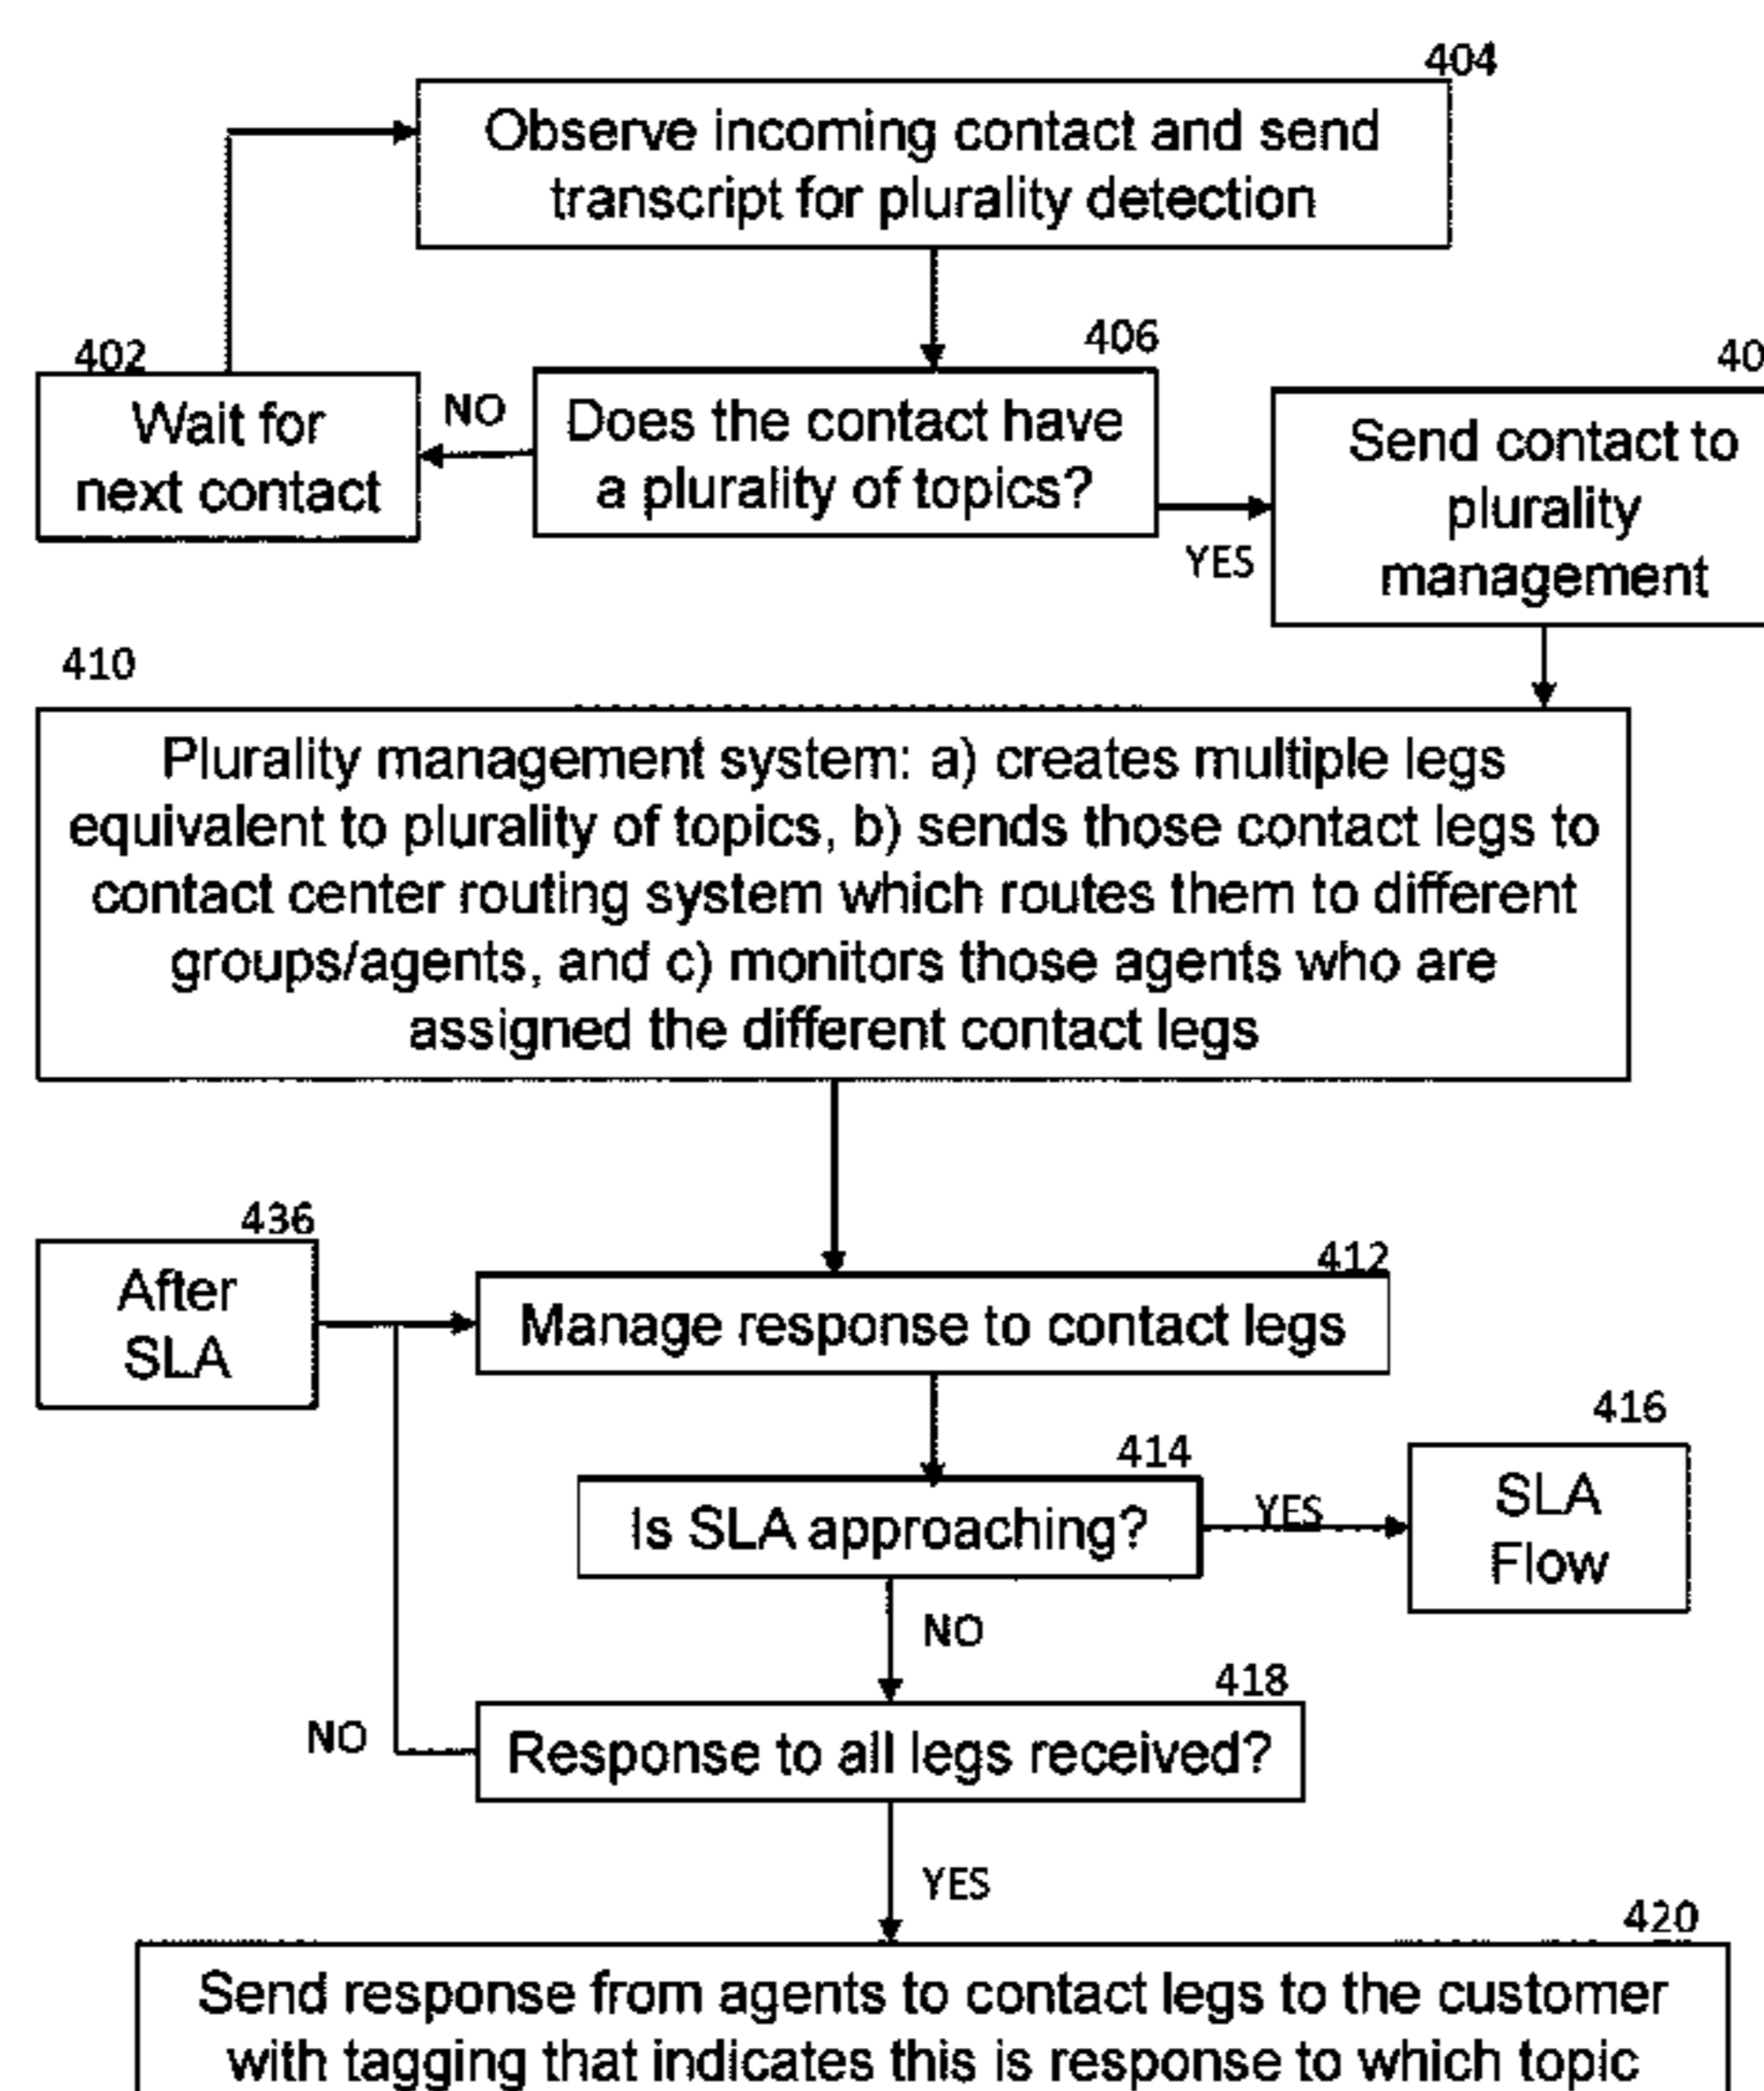 404
Observe incoming contact and send
transcript for plurality detection
402
Wait for
next contact
NO
406
Does the contact have
a plurality of topics?
YES
40
Send contact to
plurality
management
410
Plurality management system: a) creates multiple legs
equivalent to plurality of topics, b) sends those contact legs to
contact center routing system which routes them to different
groups/agents, and c) monitors those agents who are
assigned the different contact legs
436
After
SLA
412
Manage response to contact legs
414
Is SLA approaching?
YES
416
SLA
Flow
NO
418
Response to all legs received?
NO
YES
420
Send response from agents to contact legs to the customer
with tagging that indicates this is response to which topic